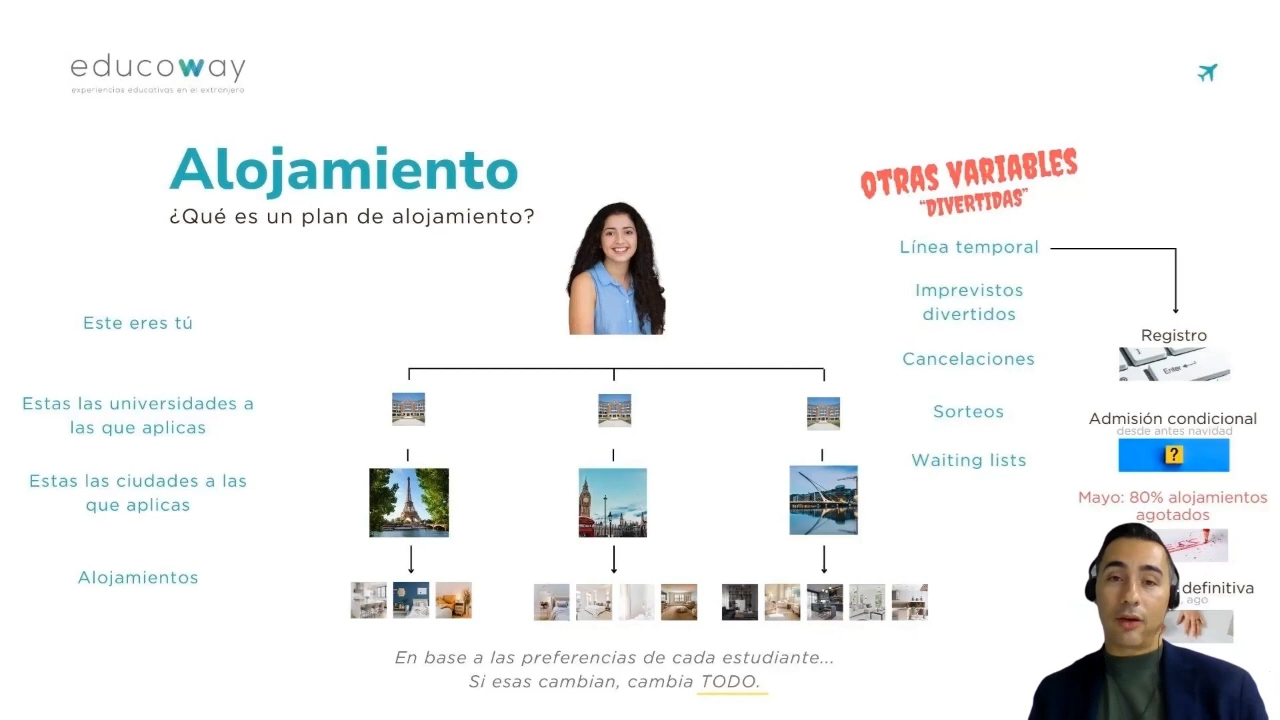 educoway
experiencias educativas en el extranjero
Alojamiento
¿Qué es un plan de alojamiento?
Este eres tú
Estas las universidades a
las que aplicas
Estas las ciudades a las
que aplicas
Alojamientos
En base a las preferencias de cada estudiante...
Si esas cambian, cambia TODO.
OTRAS VARIABLES
“DIVERTIDAS”
Línea temporal
Imprevistos
divertidos
Cancelaciones
Sorteos
Waiting lists
Registro
Enter
Admisión condicional
desde antes navidad
?
Mayo: 80% alojamientos
agotados
definitiva
ago